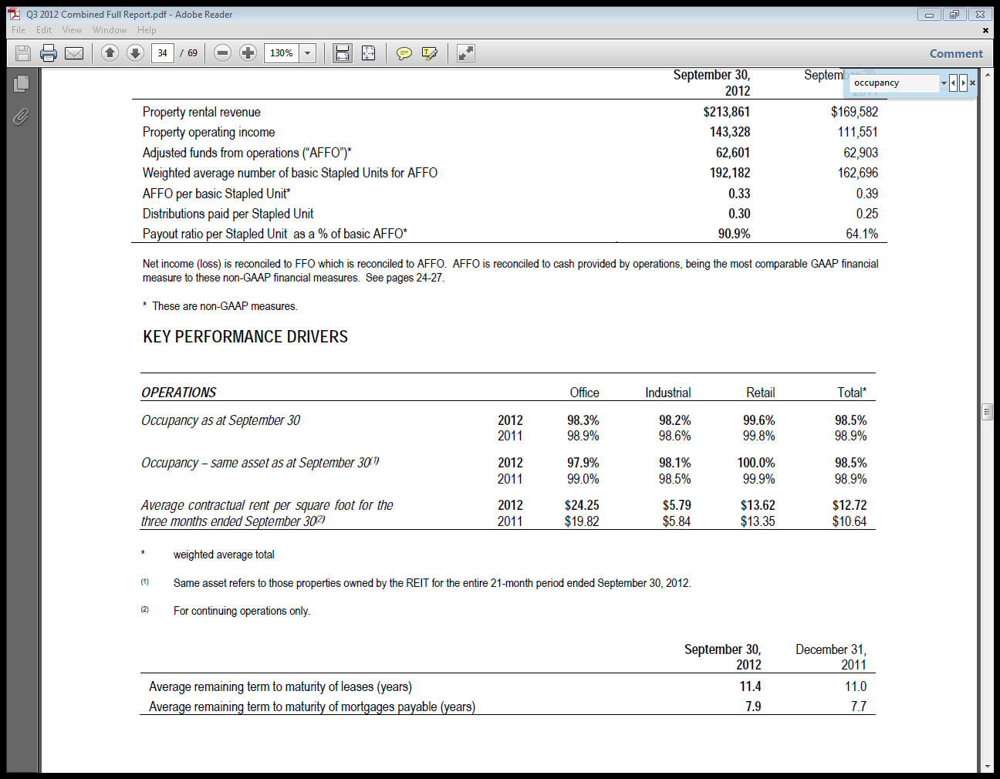 Q3 2012 Combined Full Report.pdf - Adobe Reader
File Edit View Window Help
34 / 69 130% Comment
occupancy
September 30, Septemb
2012 2011
Property rental revenue $213,861 $169,582
Property operating income 143,328 111,551
Adjusted funds from operations (“AFFO”)* 62,601 62,903
Weighted average number of basic Stapled Units for AFFO 192,182 162,696
AFFO per basic Stapled Unit* 0.33 0.39
Distributions paid per Stapled Unit 0.30 0.25
Payout ratio per Stapled Unit as a % of basic AFFO* 90.9% 64.1%
Net income (loss) is reconciled to FFO which is reconciled to AFFO. AFFO is reconciled to cash provided by operations, being the most comparable GAAP financial
measure to these non-GAAP financial measures. See pages 24-27.
* These are non-GAAP measures.
KEY PERFORMANCE DRIVERS
OPERATIONS Office Industrial Retail Total*
Occupancy as at September 30 2012 98.3% 98.2% 99.6% 98.5%
2011 98.9% 98.6% 99.8% 98.9%
Occupancy – same asset as at September 30(1) 2012 97.9% 98.1% 100.0% 98.5%
2011 99.0% 98.5% 99.9% 98.9%
Average contractual rent per square foot for the 2012 $24.25 $5.79 $13.62 $12.72
three months ended September 30(2) 2011 $19.82 $5.84 $13.35 $10.64
* weighted average total
(1) Same asset refers to those properties owned by the REIT for the entire 21-month period ended September 30, 2012.
(2) For continuing operations only.
September 30, December 31,
2012 2011
Average remaining term to maturity of leases (years) 11.4 11.0
Average remaining term to maturity of mortgages payable (years) 7.9 7.7